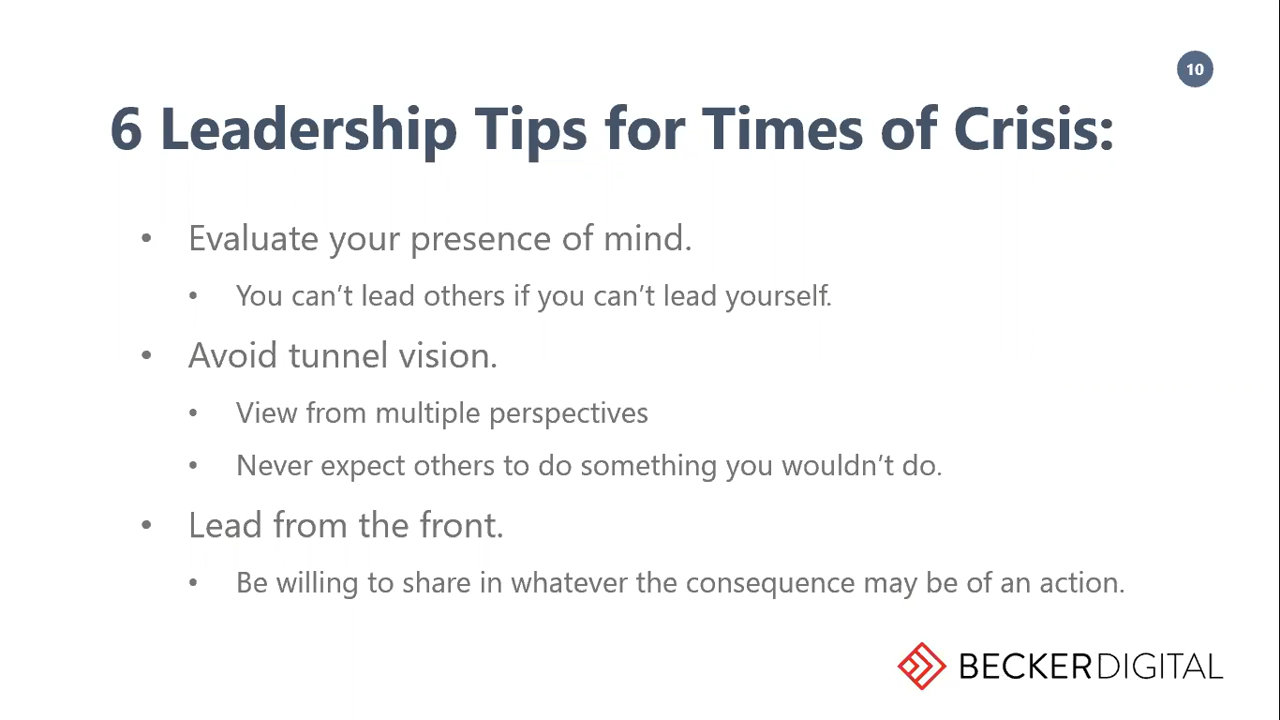 10
6 Leadership Tips for Times of Crisis:
• Evaluate your presence of mind.
• You can’t lead others if you can’t lead yourself.
• Avoid tunnel vision.
• View from multiple perspectives
• Never expect others to do something you wouldn’t do.
• Lead from the front.
• Be willing to share in whatever the consequence may be of an action.
BECKERDIGITAL